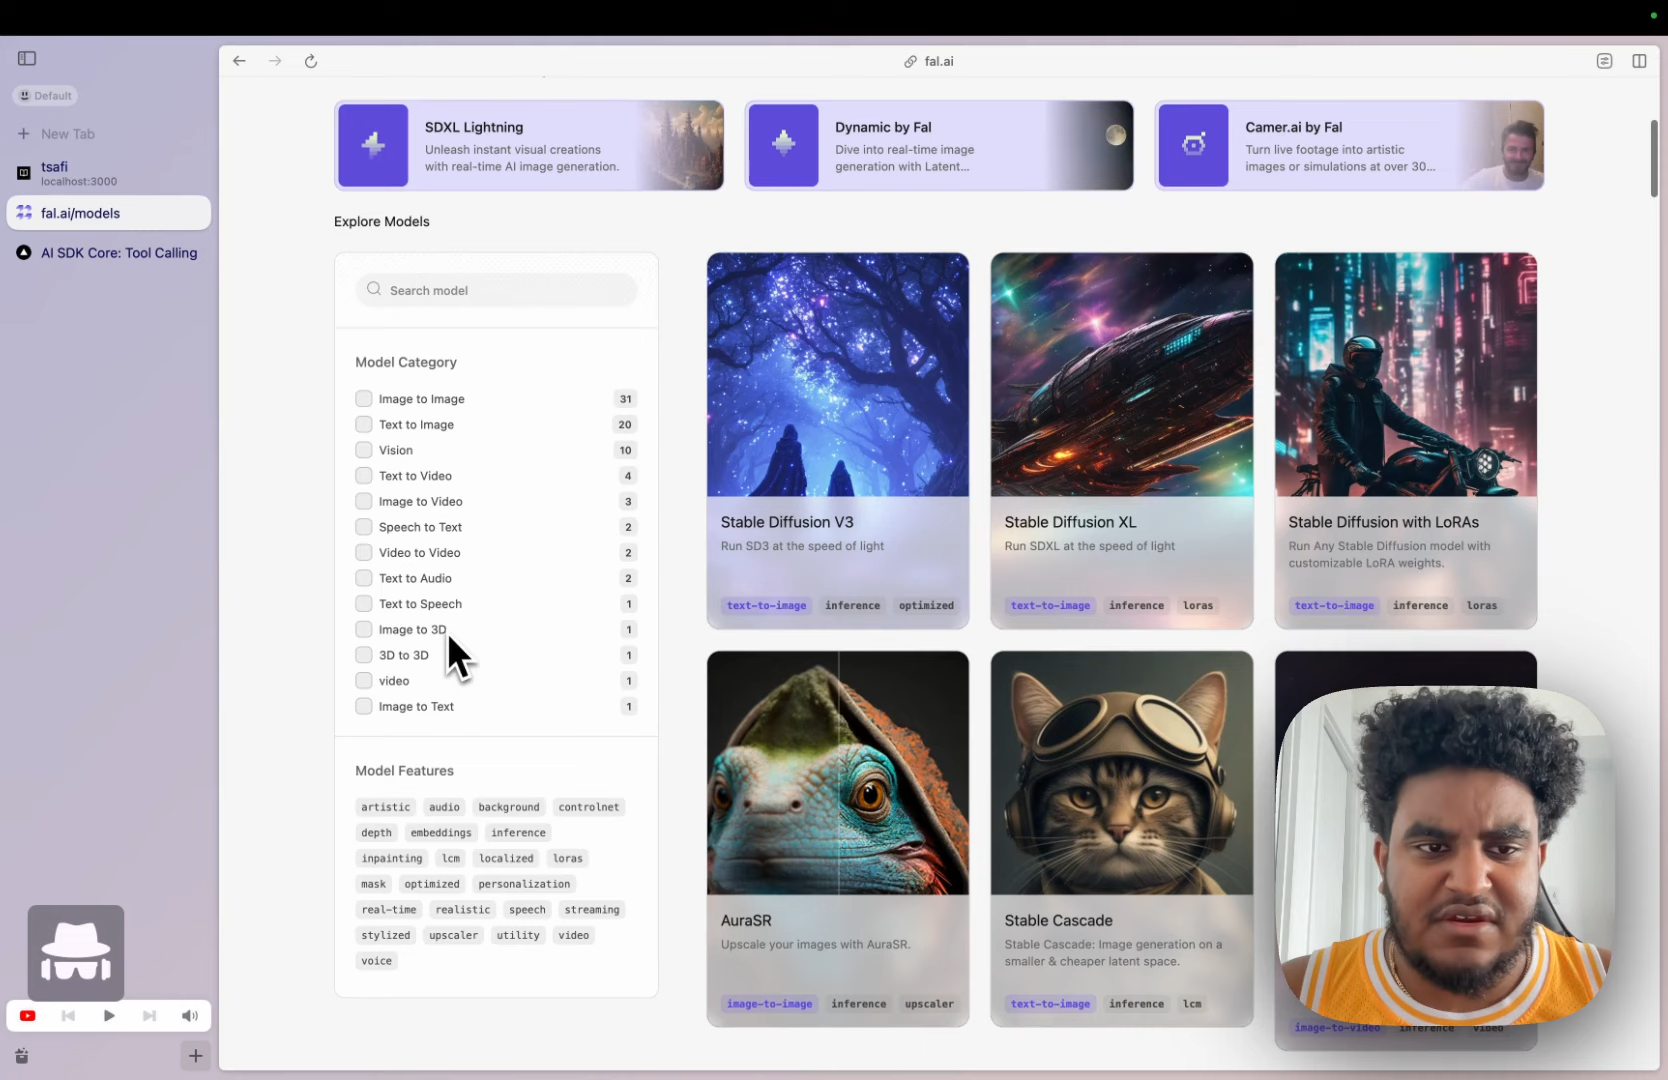 Default
New Tab
tsafi
localhost:3000
fal.ai/models
AI SDK Core: Tool Calling
fal.ai
SDXL Lightning
Unleash instant visual creations
with real-time AI image generation.
Dynamic by Fal
Dive into real-time image
generation with Latent...
Camer.ai by Fal
Turn live footage into artistic
images or simulations at over 30...
Explore Models
Search model
Model Category
Image to Image 31
Text to Image 20
Vision 10
Text to Video 4
Image to Video 3
Speech to Text 2
Video to Video 2
Text to Audio 2
Text to Speech 1
Image to 3D 1
3D to 3D 1
video 1
Image to Text 1
Model Features
artistic audio background controlnet
depth embeddings inference
inpainting lcm localized loras
mask optimized personalization
real-time realistic speech streaming
stylized upscaler utility video
voice
Stable Diffusion V3
Run SD3 at the speed of light
text-to-image inference optimized
Stable Diffusion XL
Run SDXL at the speed of light
text-to-image inference loras
Stable Diffusion with LoRAs
Run Any Stable Diffusion model with
customizable LoRA weights.
text-to-image inference loras
AuraSR
Upscale your images with AuraSR.
image-to-image inference upscaler
Stable Cascade
Stable Cascade: Image generation on a
smaller & cheaper latent space.
text-to-image inference lcm
image-to-video inference video